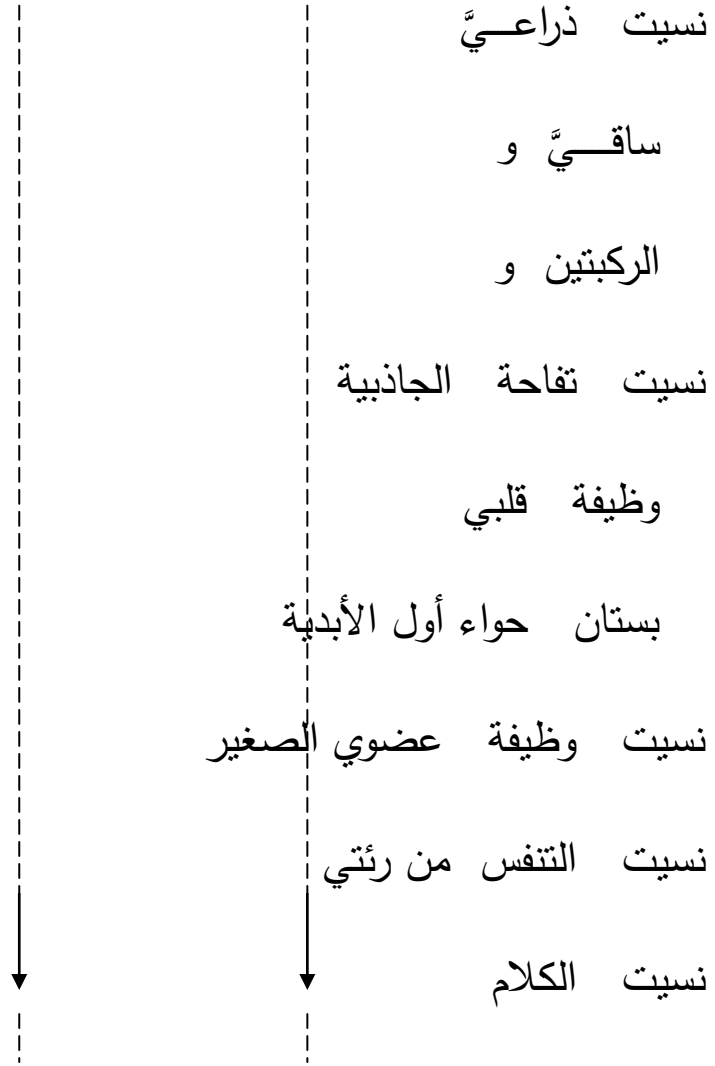 نسيت ذراعـــيَّ
ساقـــيَّ و
الركبتين و
نسيت تفاحة الجاذبية
وظيفة قلبي
بستان حواء أول الأبدية
نسيت وظيفة عضوي الصغير
نسيت التنفس من رئتي
نسيت الكلام